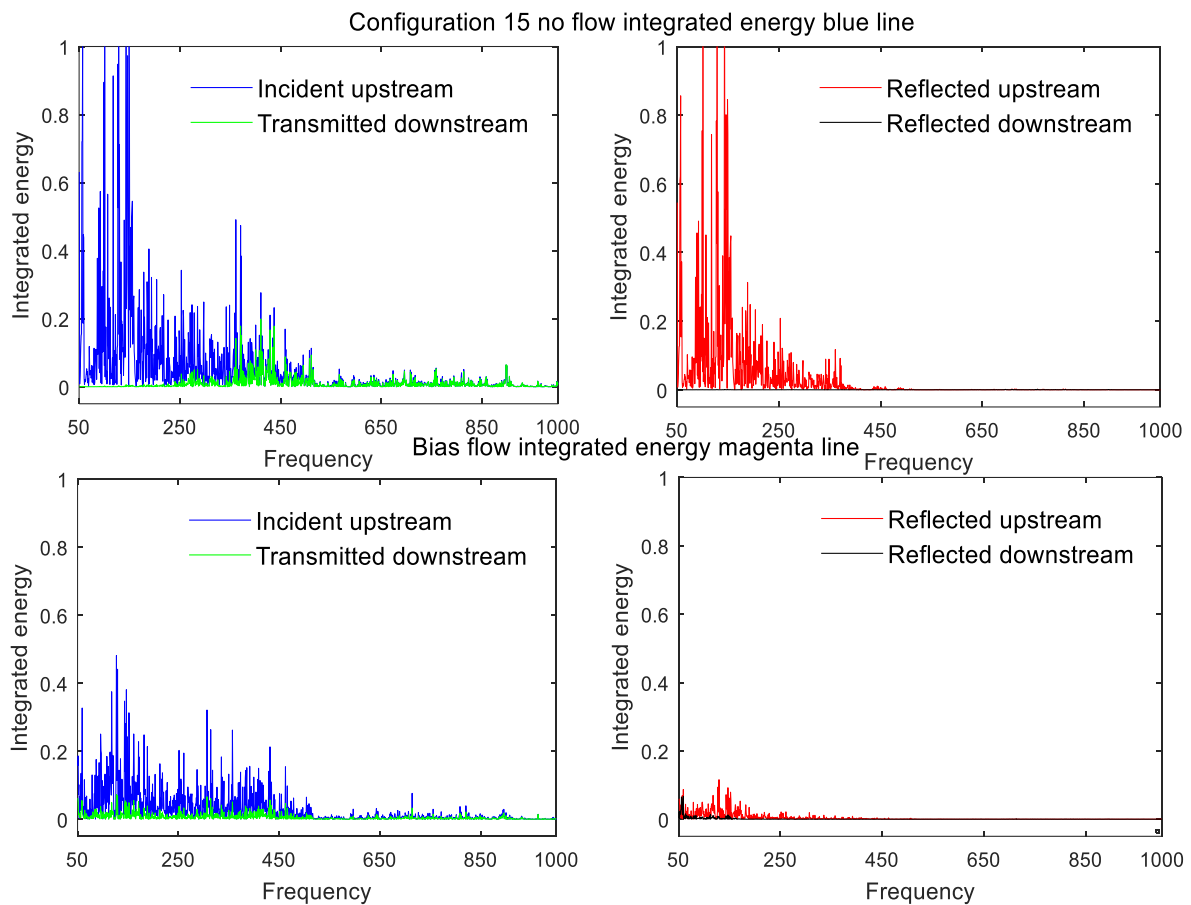 Configuration 15 no flow integrated energy blue line
1
0.8
0.6
0.4
0.2
0
Integrated energy
Incident upstream
Transmitted downstream
50 250 450 650 850 1000
Frequency
1
0.8
0.6
0.4
0.2
0
Integrated energy
Reflected upstream
Reflected downstream
50 250 450 650 850 1000
Frequency
Bias flow integrated energy magenta line
1
0.8
0.6
0.4
0.2
0
Integrated energy
Incident upstream
Transmitted downstream
50 250 450 650 850 1000
Frequency
1
0.8
0.6
0.4
0.2
0
Integrated energy
Reflected upstream
Reflected downstream
50 250 450 650 850 1000
Frequency